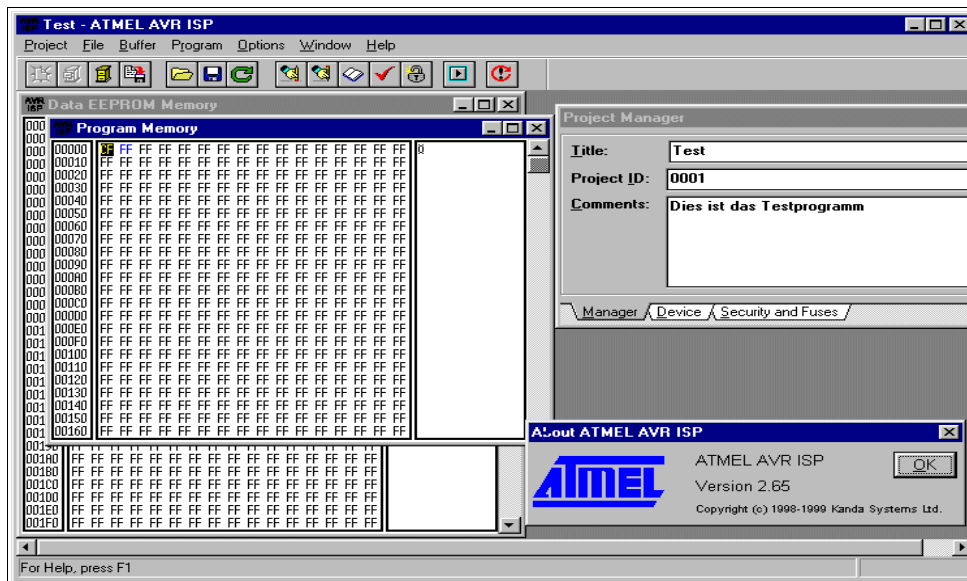 Test - ATMEL AVR ISP
Project File Buffer Program Options Window Help
Data EEPROM Memory
000
000
Program Memory
000 00000 FF FF FF FF FF FF FF FF FF FF FF FF FF FF FF
000 00010 FF FF FF FF FF FF FF FF FF FF FF FF FF FF FF FF
000 00020 FF FF FF FF FF FF FF FF FF FF FF FF FF FF FF FF
000 00030 FF FF FF FF FF FF FF FF FF FF FF FF FF FF FF FF
000 00040 FF FF FF FF FF FF FF FF FF FF FF FF FF FF FF FF
000 00050 FF FF FF FF FF FF FF FF FF FF FF FF FF FF FF FF
000 00060 FF FF FF FF FF FF FF FF FF FF FF FF FF FF FF FF
000 00070 FF FF FF FF FF FF FF FF FF FF FF FF FF FF FF FF
000 00080 FF FF FF FF FF FF FF FF FF FF FF FF FF FF FF FF
000 00090 FF FF FF FF FF FF FF FF FF FF FF FF FF FF FF FF
000 000A0 FF FF FF FF FF FF FF FF FF FF FF FF FF FF FF FF
000 000B0 FF FF FF FF FF FF FF FF FF FF FF FF FF FF FF FF
000 000C0 FF FF FF FF FF FF FF FF FF FF FF FF FF FF FF FF
000 000D0 FF FF FF FF FF FF FF FF FF FF FF FF FF FF FF FF
001 000E0 FF FF FF FF FF FF FF FF FF FF FF FF FF FF FF FF
001 000F0 FF FF FF FF FF FF FF FF FF FF FF FF FF FF FF FF
001 00100 FF FF FF FF FF FF FF FF FF FF FF FF FF FF FF FF
001 00110 FF FF FF FF FF FF FF FF FF FF FF FF FF FF FF FF
001 00120 FF FF FF FF FF FF FF FF FF FF FF FF FF FF FF FF
001 00130 FF FF FF FF FF FF FF FF FF FF FF FF FF FF FF FF
001 00140 FF FF FF FF FF FF FF FF FF FF FF FF FF FF FF FF
001 00150 FF FF FF FF FF FF FF FF FF FF FF FF FF FF FF FF
001 00160 FF FF FF FF FF FF FF FF FF FF FF FF FF FF FF FF
001A0 FF FF FF FF FF FF FF FF FF FF FF FF FF FF FF FF
001B0 FF FF FF FF FF FF FF FF FF FF FF FF FF FF FF FF
001C0 FF FF FF FF FF FF FF FF FF FF FF FF FF FF FF FF
001D0 FF FF FF FF FF FF FF FF FF FF FF FF FF FF FF FF
001E0 FF FF FF FF FF FF FF FF FF FF FF FF FF FF FF FF
001F0 FF FF FF FF FF FF FF FF FF FF FF FF FF FF FF FF
Project Manager
Title: Test
Project ID: 0001
Comments: Dies ist das Testprogramm
Manager Device Security and Fuses
About ATMEL AVR ISP
ATMEL
ATMEL AVR ISP
OK
Version 2.65
Copyright (c) 1998-1999 Kanda Systems Ltd.
For Help, press F1